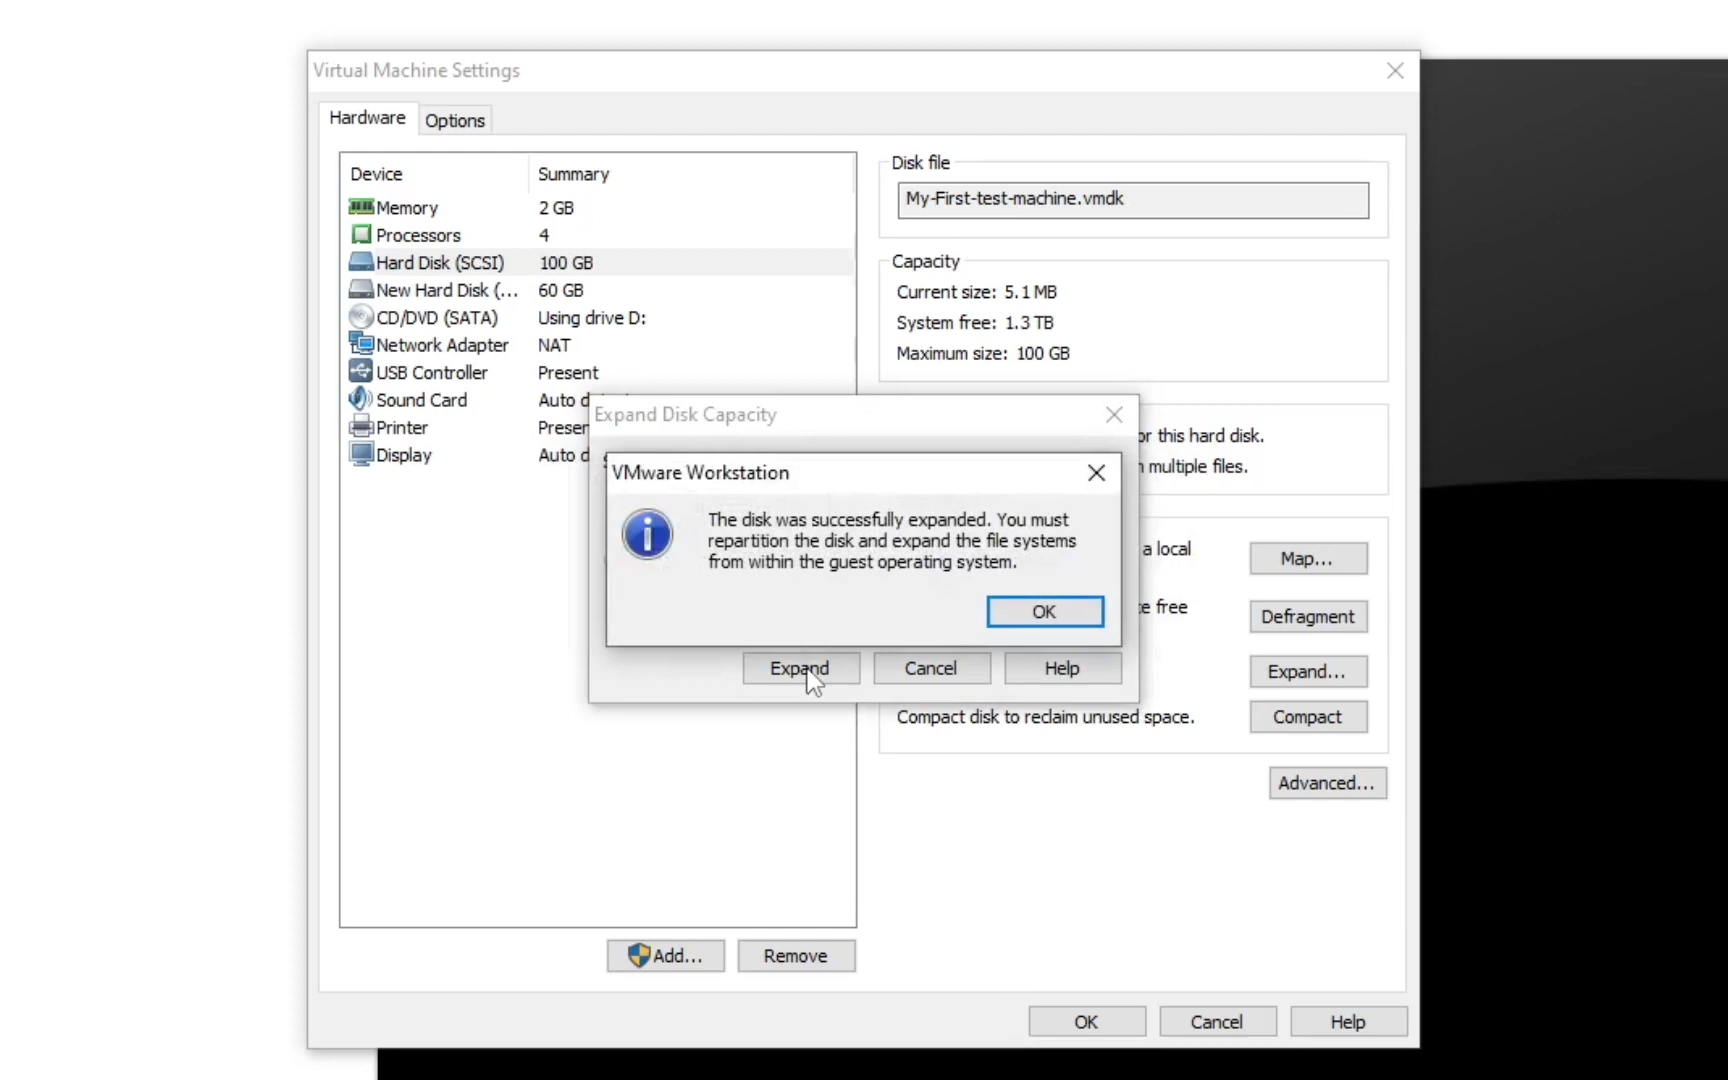 Virtual Machine Settings
Hardware
Options
Device Summary
Memory 2 GB
Processors 4
Hard Disk (SCSI) 100 GB
New Hard Disk (... 60 GB
CD/DVD (SATA) Using drive D:
Network Adapter NAT
USB Controller Present
Sound Card Auto
Printer
Display Auto
Add...
Remove
Disk file
My-First-test-machine.vmdk
Capacity
Current size: 5.1 MB
System free: 1.3 TB
Maximum size: 100 GB
for this hard disk.
multiple files.
a local
Map...
free
Defragment
Expand...
Compact disk to reclaim unused space.
Compact
Advanced...
Expand Disk Capacity
VMware Workstation
The disk was successfully expanded. You must
repartition the disk and expand the file systems
from within the guest operating system.
OK
Expand
Cancel
Help
OK
Cancel
Help